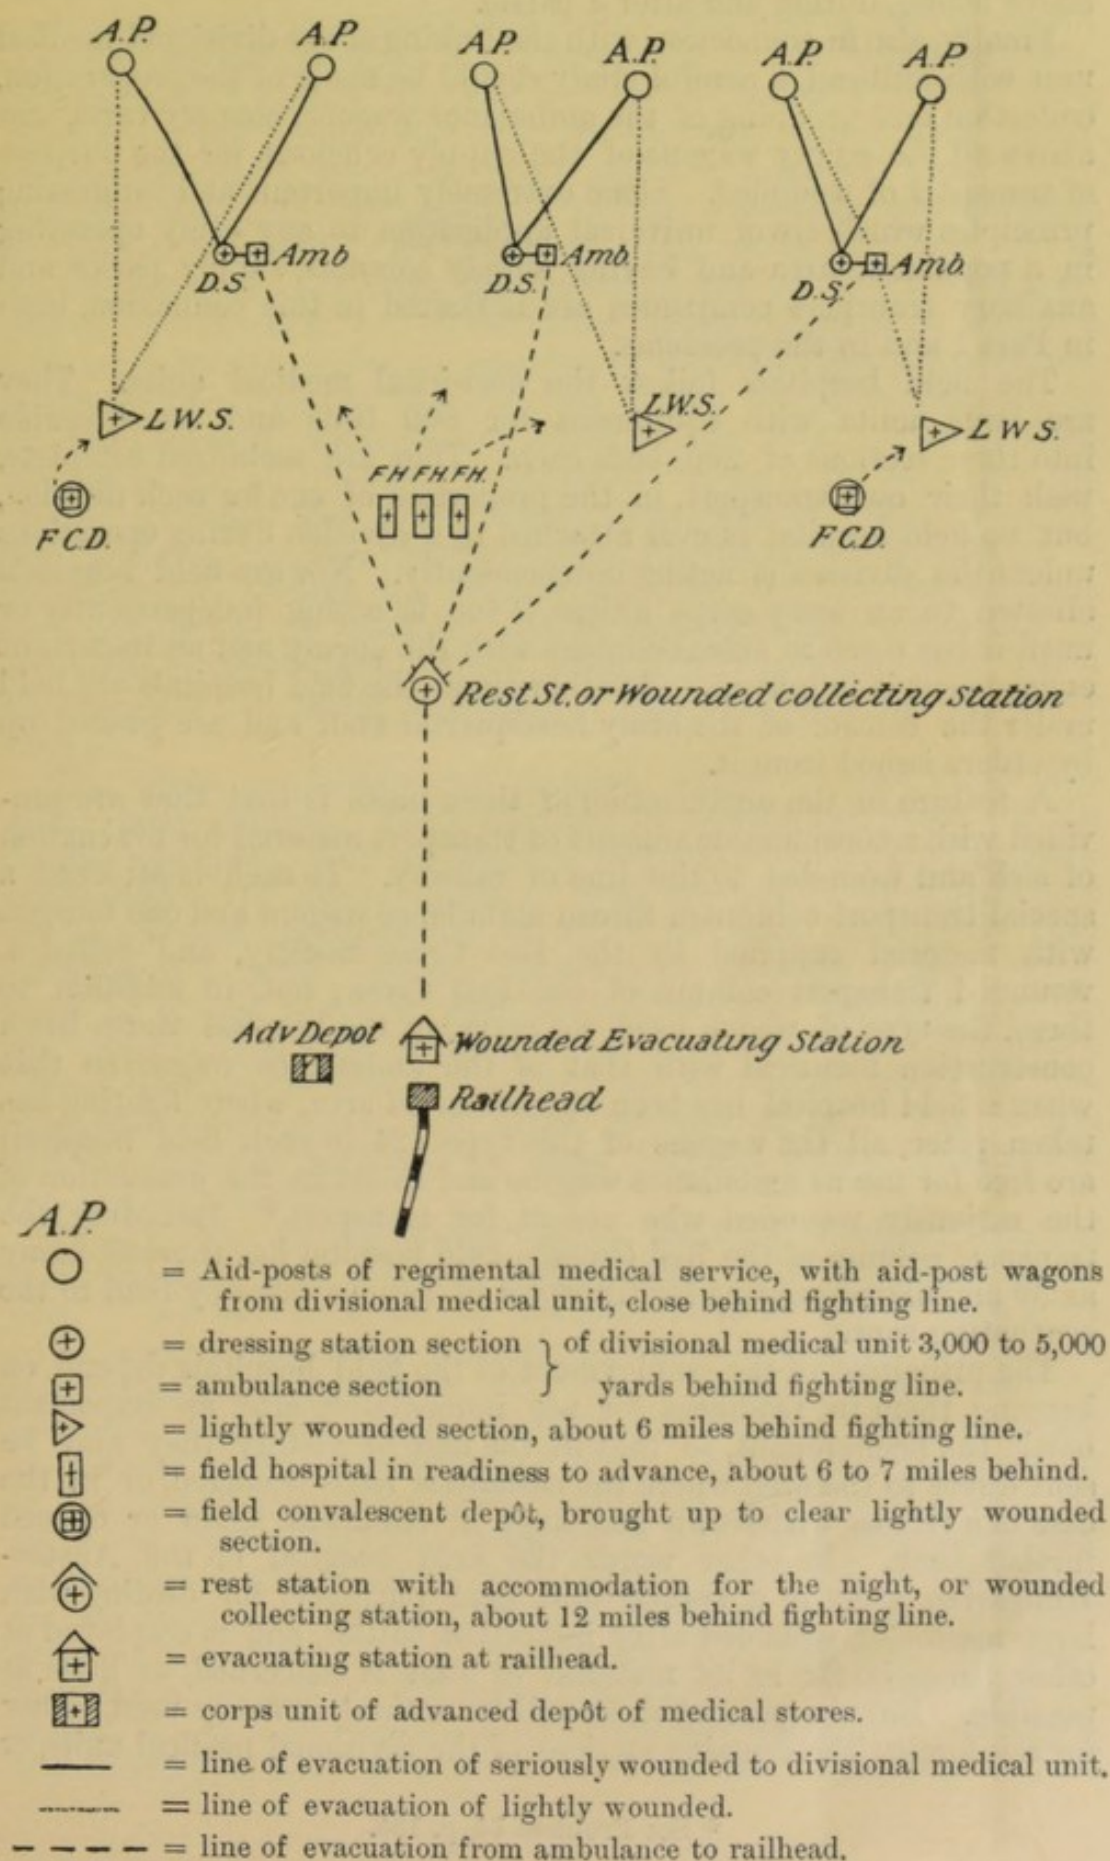 A.P. A.P. A.P. A.P. A.P. A.P.
Amb Amb. Amb.
D.S D.S. D.S.
L.W.S. L.W.S. L W S.
F.H F.H. F.H.
F.C.D. F.C.D.
Rest St. or Wounded collecting Station
Adv Depot Wounded Evacuating Station
Railhead
A.P.
= Aid-posts of regimental medical service, with aid-post wagons
from divisional medical unit, close behind fighting line.
= dressing station section } of divisional medical unit 3,000 to 5,000
= ambulance section yards behind fighting line.
= lightly wounded section, about 6 miles behind fighting line.
= field hospital in readiness to advance, about 6 to 7 miles behind.
= field convalescent depôt, brought up to clear lightly wounded
section.
= rest station with accommodation for the night, or wounded
collecting station, about 12 miles behind fighting line.
= evacuating station at railhead.
= corps unit of advanced depôt of medical stores.
= line of evacuation of seriously wounded to divisional medical unit.
= line of evacuation of lightly wounded.
= line of evacuation from ambulance to railhead.